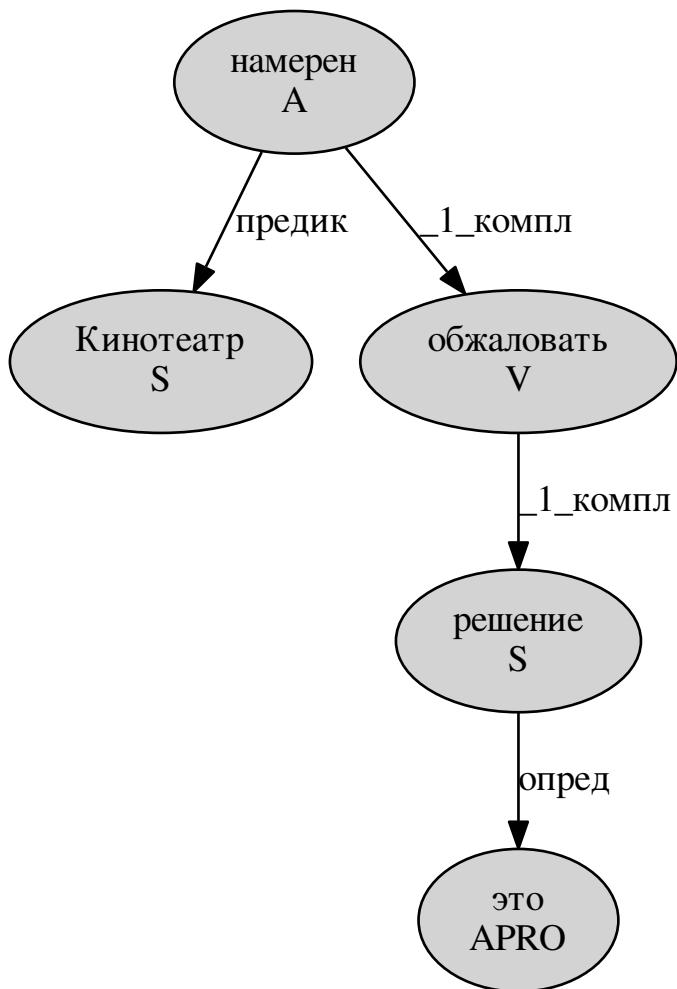 намерен
A
предик
_1_компл
Кинотеатр
S
обжаловать
V
_1_компл
решение
S
опред
это
APRO